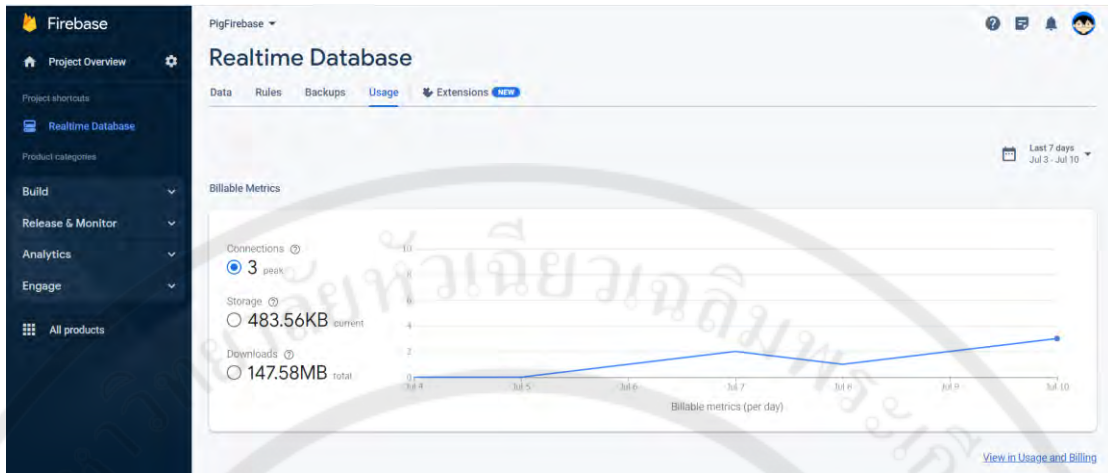 Firebase
Project Overview
Project shortcuts
Realtime Database
Product categories
Build
Release & Monitor
Analytics
Engage
All products
PigFirebase
Realtime Database
Data Rules Backups Usage Extensions NEW
Last 7 days
Jul 3 - Jul 10
Billable Metrics
Connections
3 peak
Storage
483.56KB current
Downloads
147.58MB total
10
8
6
4
2
0
Jul 4 Jul 5 Jul 6 Jul 7 Jul 8 Jul 9 Jul 10
Billable metrics (per day)
View in Usage and Billing